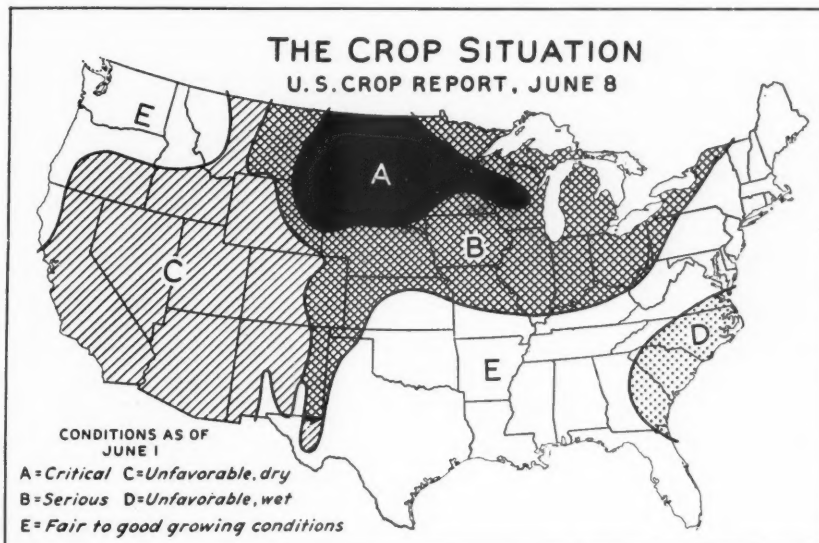 THE CROP SITUATION
U.S. CROP REPORT, JUNE 8
E
A
B
C
D
E
CONDITIONS AS OF
JUNE 1
A = Critical C = Unfavorable, dry
B = Serious D = Unfavorable, wet
E = Fair to good growing conditions